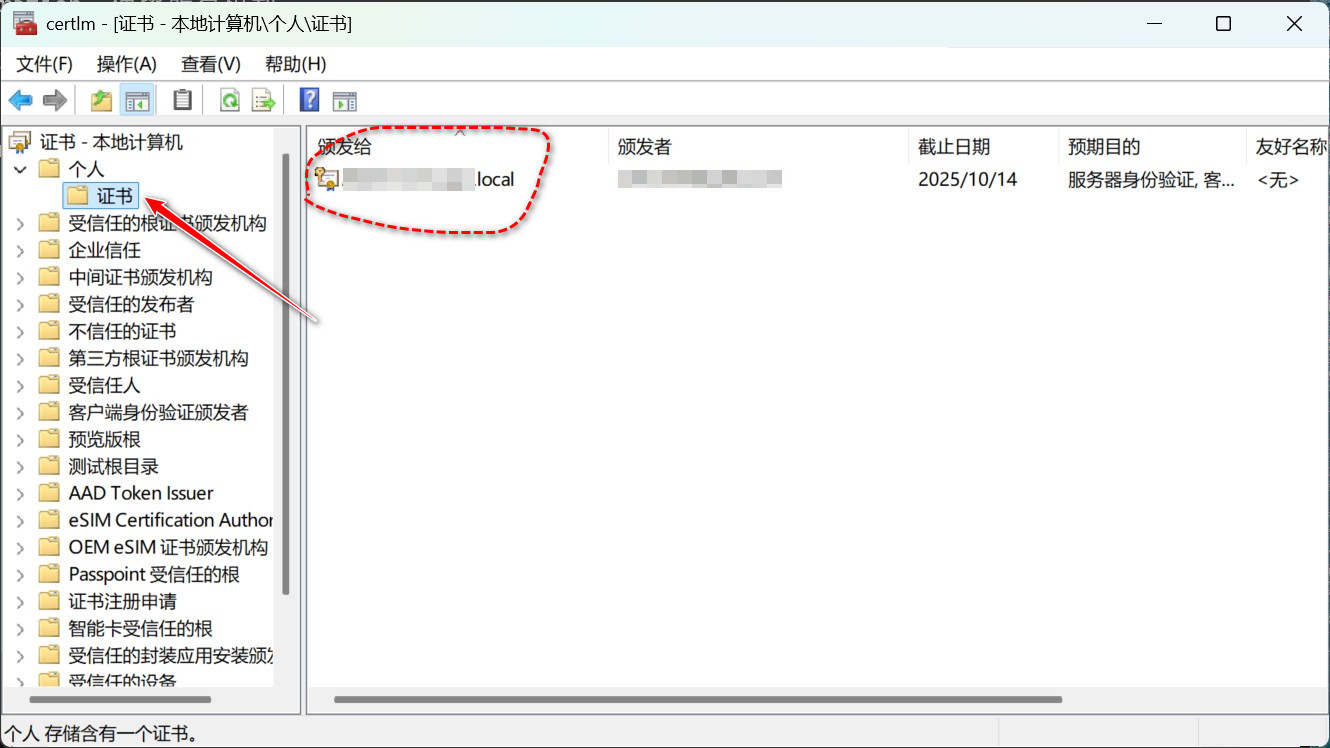 certlm - [证书 - 本地计算机\个人\证书]
文件(F) 操作(A) 查看(V) 帮助(H)
证书 - 本地计算机
个人
证书
受信任的根证书颁发机构
企业信任
中间证书颁发机构
受信任的发布者
不信任的证书
第三方根证书颁发机构
受信任人
客户端身份验证颁发者
预览版根
测试根目录
AAD Token Issuer
eSIM Certification Author
OEM eSIM 证书颁发机构
Passpoint 受信任的根
证书注册申请
智能卡受信任的根
受信任的封装应用安装颁发
受信任的设备
颁发给 颁发者 截止日期 预期目的 友好名称
.local 2025/10/14 服务器身份验证, 客... <无>
个人 存储含有一个证书。